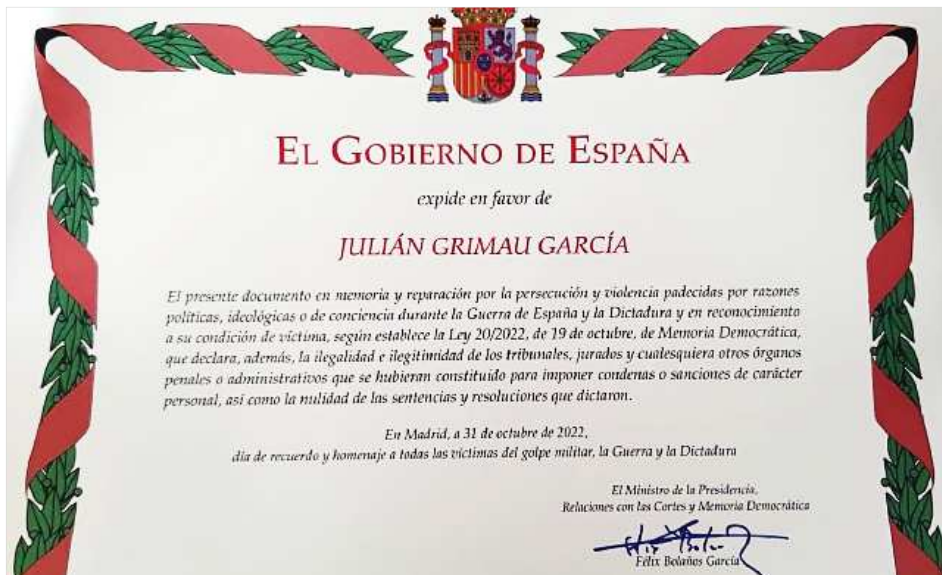 EL GOBIERNO DE ESPAÑA
expide en favor de
JULIÁN GRIMAU GARCÍA
El presente documento en memoria y reparación por la persecución y violencia padecidas por razones
políticas, ideológicas o de conciencia durante la Guerra de España y la Dictadura y en reconocimiento
a su condición de víctima, según establece la Ley 20/2022, de 19 de octubre, de Memoria Democrática,
que declara, además, la ilegalidad e ilegitimidad de los tribunales, jurados y cualesquiera otros órganos
penales o administrativos que se hubieran constituido para imponer condenas o sanciones de carácter
personal, así como la nulidad de las sentencias y resoluciones que dictaron.
En Madrid, a 31 de octubre de 2022,
día de recuerdo y homenaje a todas las víctimas del golpe militar, la Guerra y la Dictadura
El Ministro de la Presidencia,
Relaciones con las Cortes y Memoria Democrática
Félix Bolaños García